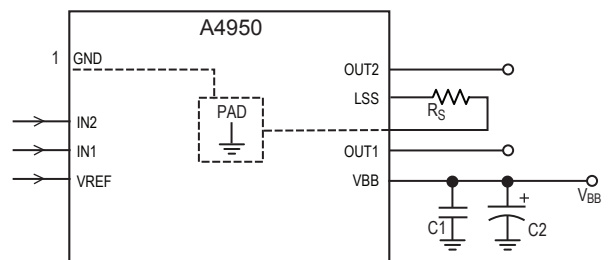 A4950
1 GND
OUT2
LSS
RS
PAD
IN2
IN1
OUT1
VREF
VBB
VBB
C1
+
C2